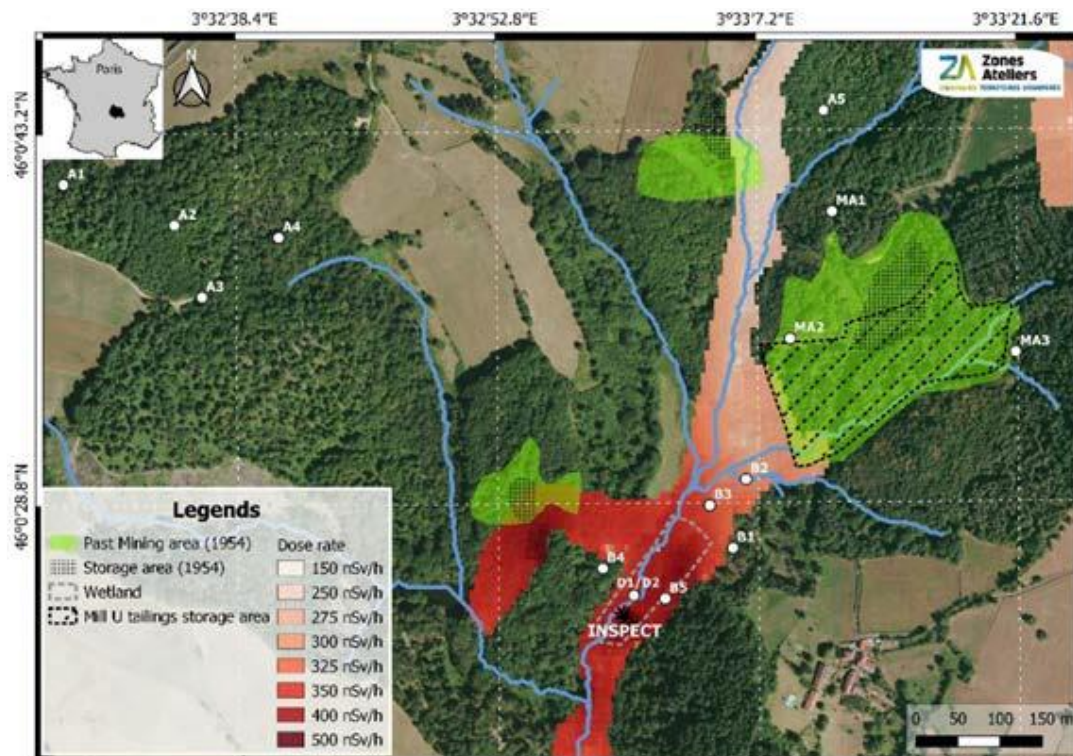 3°32'38.4"E 3°32'52.8"E 3°33'7.2"E 3°33'21.6"E
Paris
N
ZA Zones
Ateliers
TERRITOIRES URANIFÈRES
46°0'43.2"N
A5
A1
MA1
A2
A4
A3
MA2
MA3
46°0'28.8"N
B2
B3
B1
B4
D1/D2
B5
INSPECT
Legends
Past Mining area (1954)
Storage area (1954)
Wetland
Mill U tailings storage area
Dose rate
150 nSv/h
250 nSv/h
275 nSv/h
300 nSv/h
325 nSv/h
350 nSv/h
400 nSv/h
500 nSv/h
0 50 100 150 m